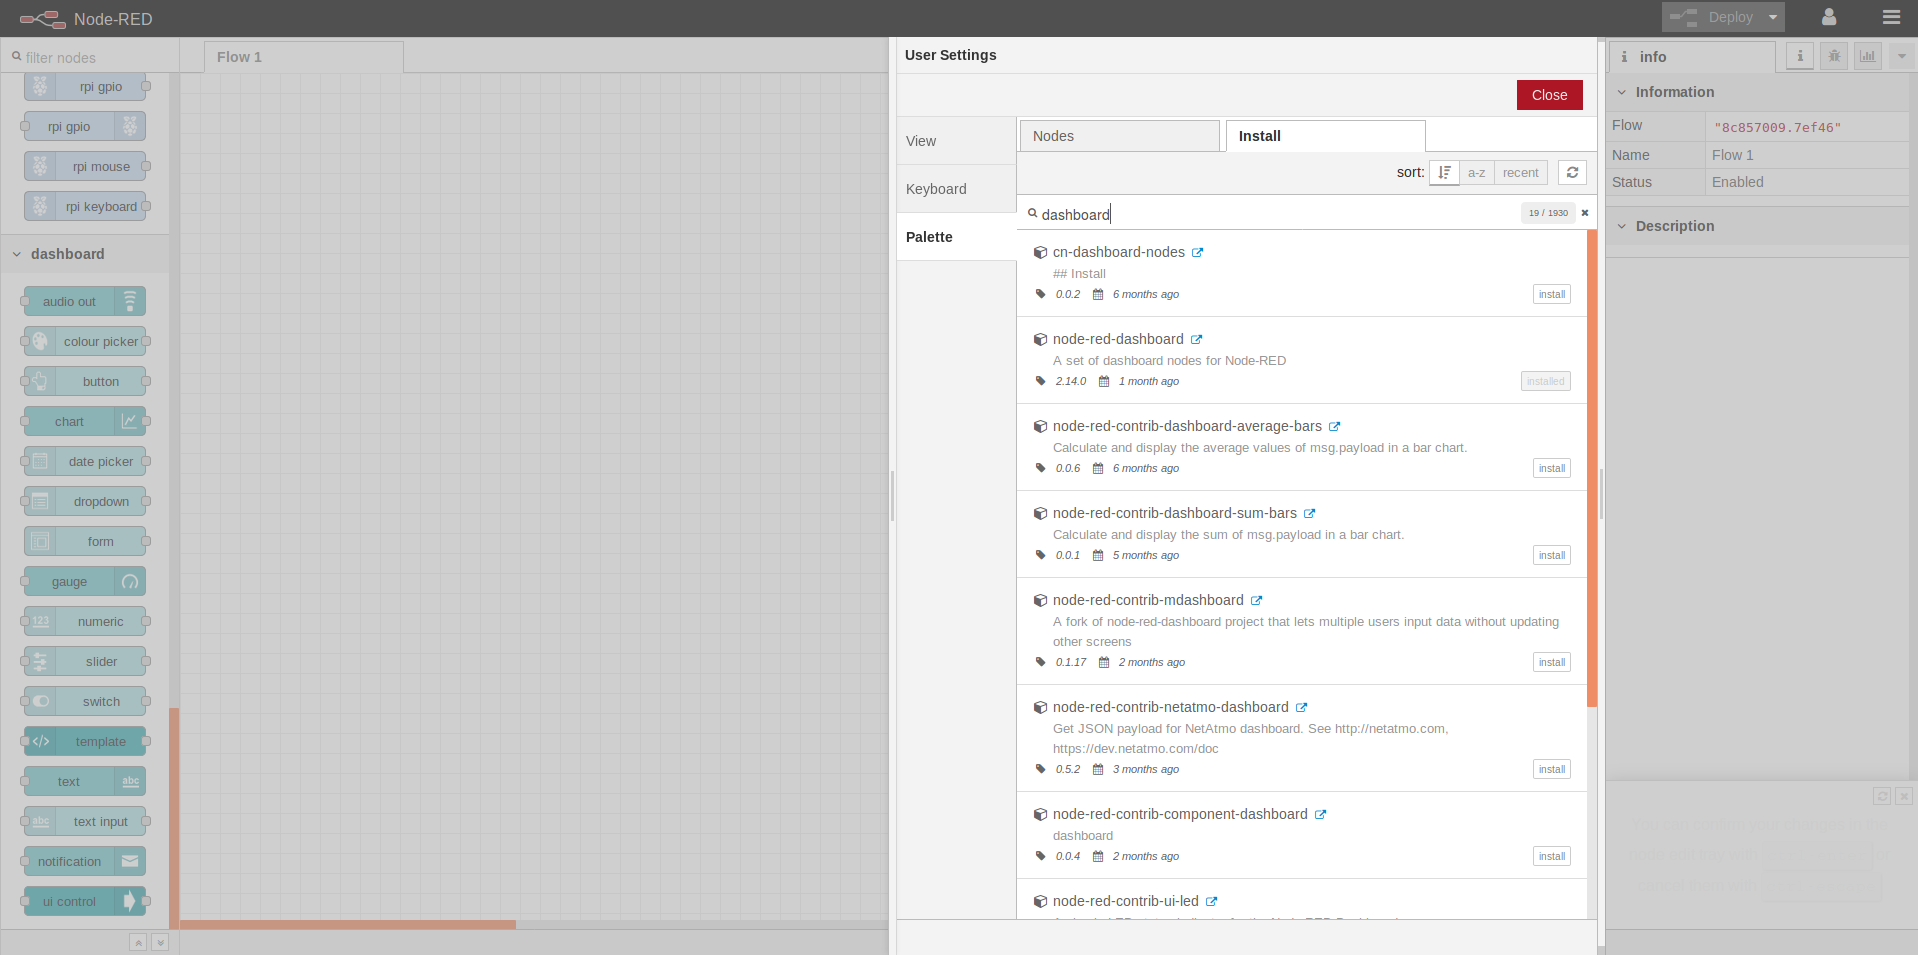 Node-RED
Deploy
filter nodes
rpi gpio
rpi gpio
rpi mouse
rpi keyboard
dashboard
audio out
colour picker
button
chart
date picker
dropdown
form
gauge
123 numeric
slider
switch
</> template
text abc
abc text input
notification
ui control
Flow 1
User Settings
Close
View
Keyboard
Palette
Nodes
Install
sort: a-z recent
dashboard
19 / 1930
cn-dashboard-nodes
## Install
0.0.2 6 months ago
install
node-red-dashboard
A set of dashboard nodes for Node-RED
2.14.0 1 month ago
installed
node-red-contrib-dashboard-average-bars
Calculate and display the average values of msg.payload in a bar chart.
0.0.6 6 months ago
install
node-red-contrib-dashboard-sum-bars
Calculate and display the sum of msg.payload in a bar chart.
0.0.1 5 months ago
install
node-red-contrib-mdashboard
A fork of node-red-dashboard project that lets multiple users input data without updating
other screens
0.1.17 2 months ago
install
node-red-contrib-netatmo-dashboard
Get JSON payload for NetAtmo dashboard. See http://netatmo.com,
https://dev.netatmo.com/doc
0.5.2 3 months ago
install
node-red-contrib-component-dashboard
dashboard
0.0.4 2 months ago
install
node-red-contrib-ui-led
info
Information
Flow "8c857009.7ef46"
Name Flow 1
Status Enabled
Description